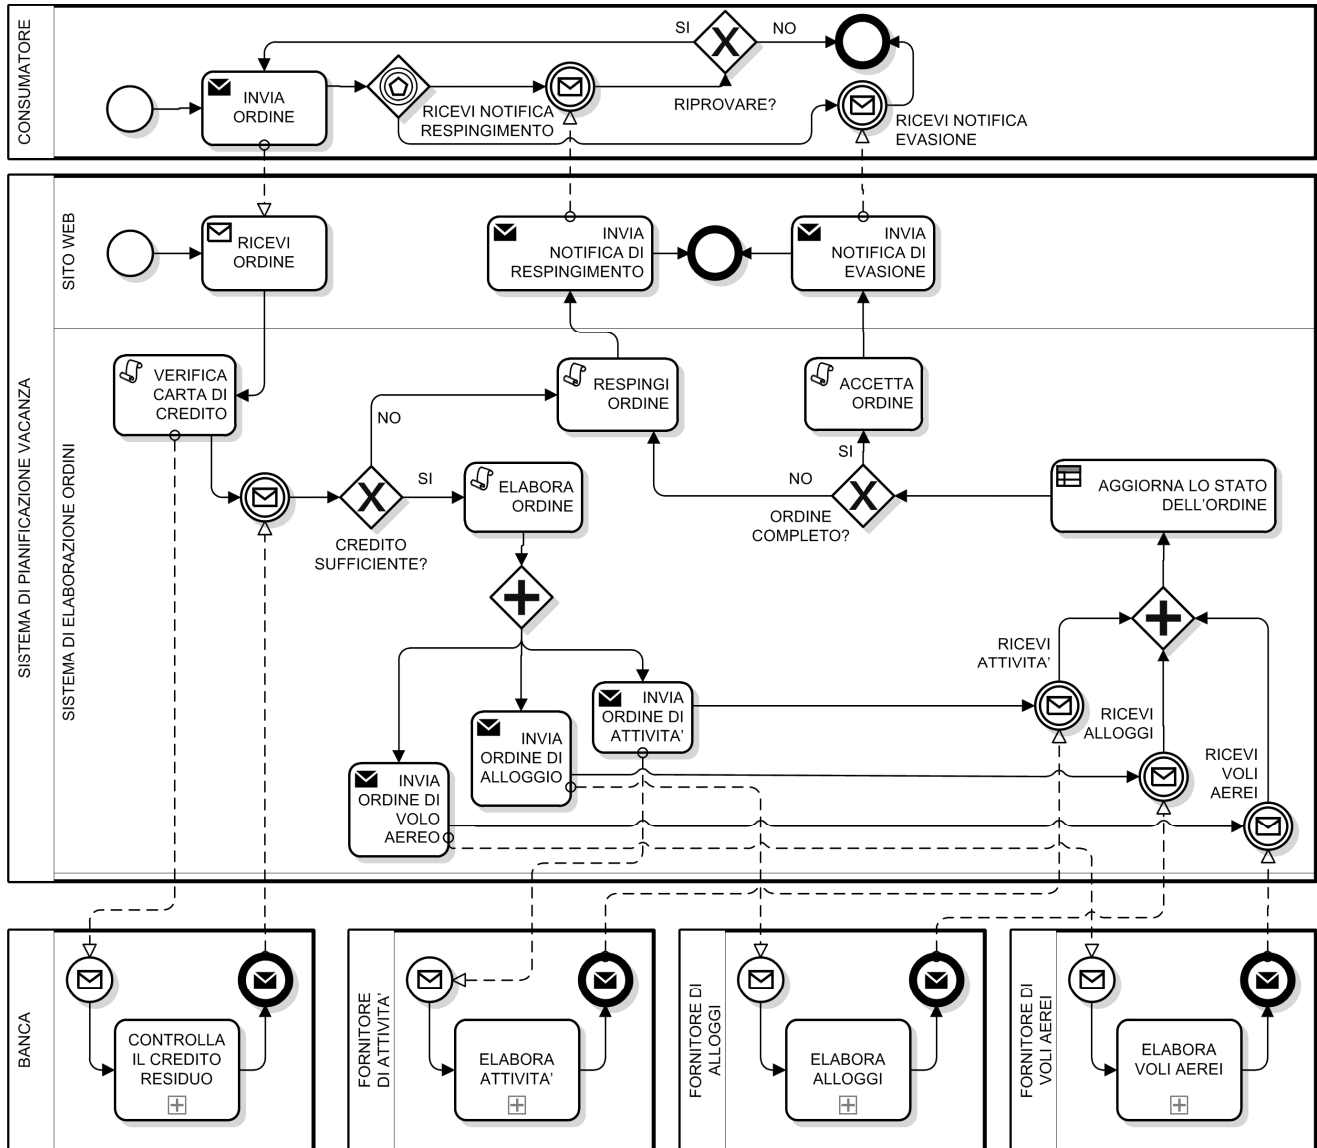 CONSUMATORE
SI
NO
INVIA
ORDINE
RICEVI NOTIFICA
RESPINGIMENTO
RIPROVARE?
RICEVI NOTIFICA
EVASIONE
SISTEMA DI PIANIFICAZIONE VACANZA
SITO WEB
RICEVI
ORDINE
INVIA
NOTIFICA DI
RESPINGIMENTO
INVIA
NOTIFICA DI
EVASIONE
SISTEMA DI ELABORAZIONE ORDINI
VERIFICA
CARTA DI
CREDITO
NO
RESPINGI
ORDINE
ACCETTA
ORDINE
SI
CREDITO
SUFFICIENTE?
ELABORA
ORDINE
SI
NO
ORDINE
COMPLETO?
AGGIORNA LO STATO
DELL'ORDINE
INVIA
ORDINE DI
ATTIVITA'
INVIA
ORDINE DI
ALLOGGIO
INVIA
ORDINE DI
VOLO
AEREO
RICEVI
ATTIVITA'
RICEVI
ALLOGGI
RICEVI
VOLI
AEREI
BANCA
CONTROLLA
IL CREDITO
RESIDUO
FORNITORE
DI ATTIVITA'
ELABORA
ATTIVITA'
FORNITORE DI
ALLOGGI
ELABORA
ALLOGGI
FORNITORE DI
VOLI AEREI
ELABORA
VOLI AEREI